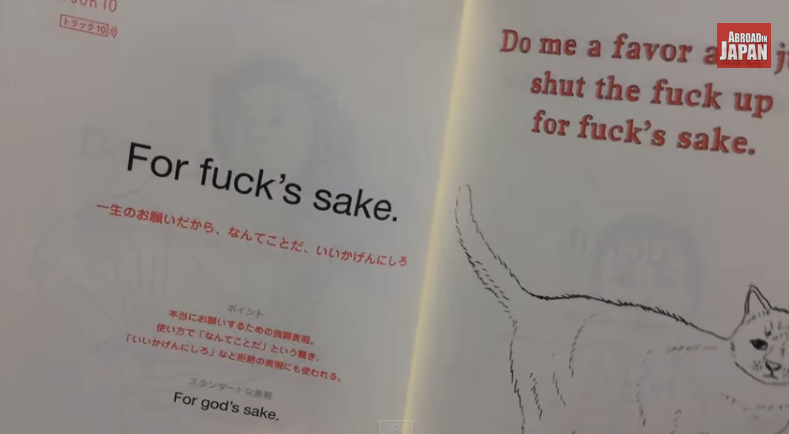 トラック10
For fuck's sake.
一生のお願いだから、なんてことだ、いいかげんにしろ
ポイント
本当にお願いするための強調表現。
使い方で「なんてことだ」という驚き、
「いいかげんにしろ」など拒絶の表現にも使われる。
スタンダードな表現
For god's sake.
Do me a favor
shut the fuck up
for fuck's sake.
ABROAD IN
JAPAN